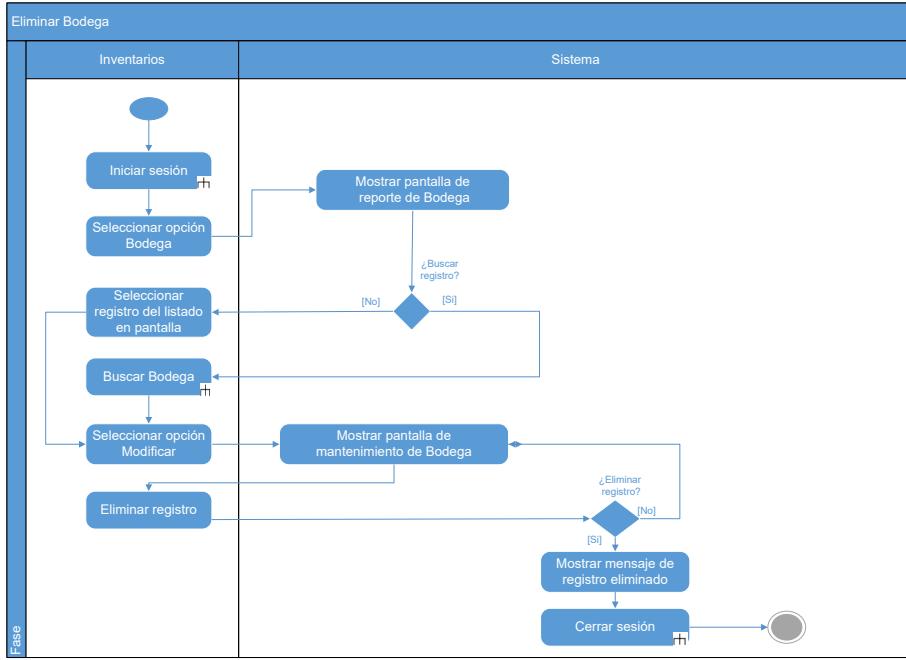 Eliminar Bodega
Fase
Inventarios
Sistema
Iniciar sesión
Mostrar pantalla de
reporte de Bodega
Seleccionar opción
Bodega
¿Buscar
registro?
Seleccionar
registro del listado
en pantalla
[No]
[Si]
Buscar Bodega
Seleccionar opción
Modificar
Mostrar pantalla de
mantenimiento de Bodega
¿Eliminar
registro?
Eliminar registro
[No]
[Si]
Mostrar mensaje de
registro eliminado
Cerrar sesión